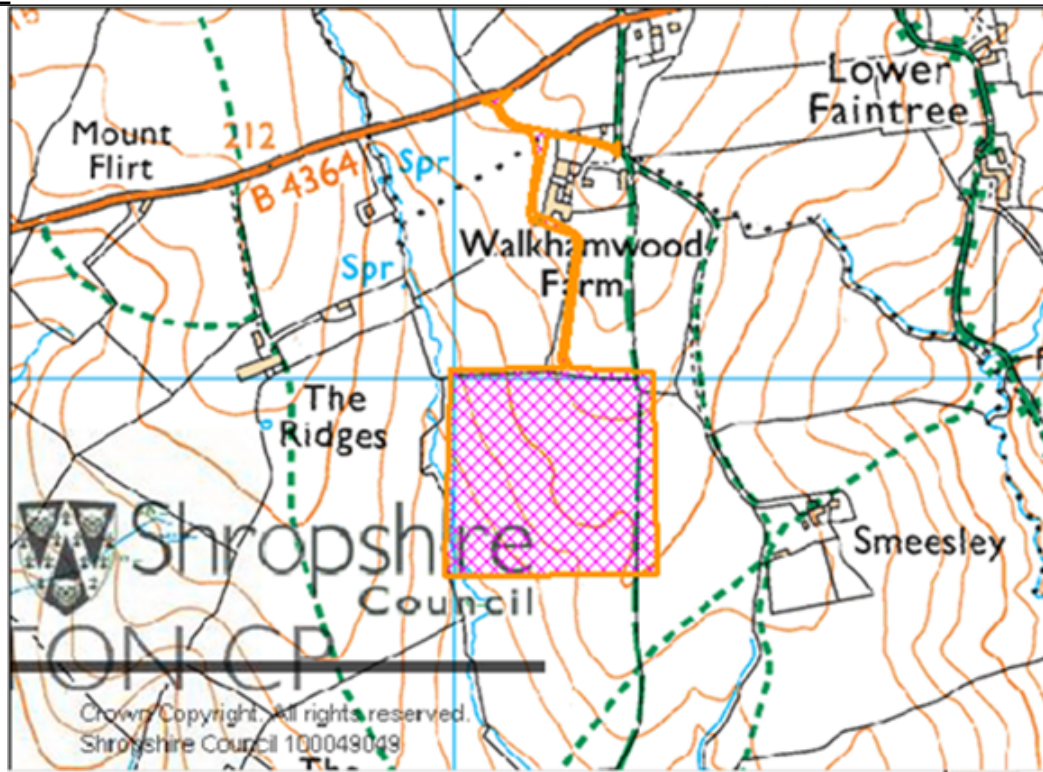 Lower
Faintree
Mount
Flirt
212
B 4364
Spr
Walkhamwood
Farm
Spr
The
Ridges
Shropshire
Council
Smeesley
TON CP
Crown Copyright. All rights reserved.
Shropshire Council 100049049
The